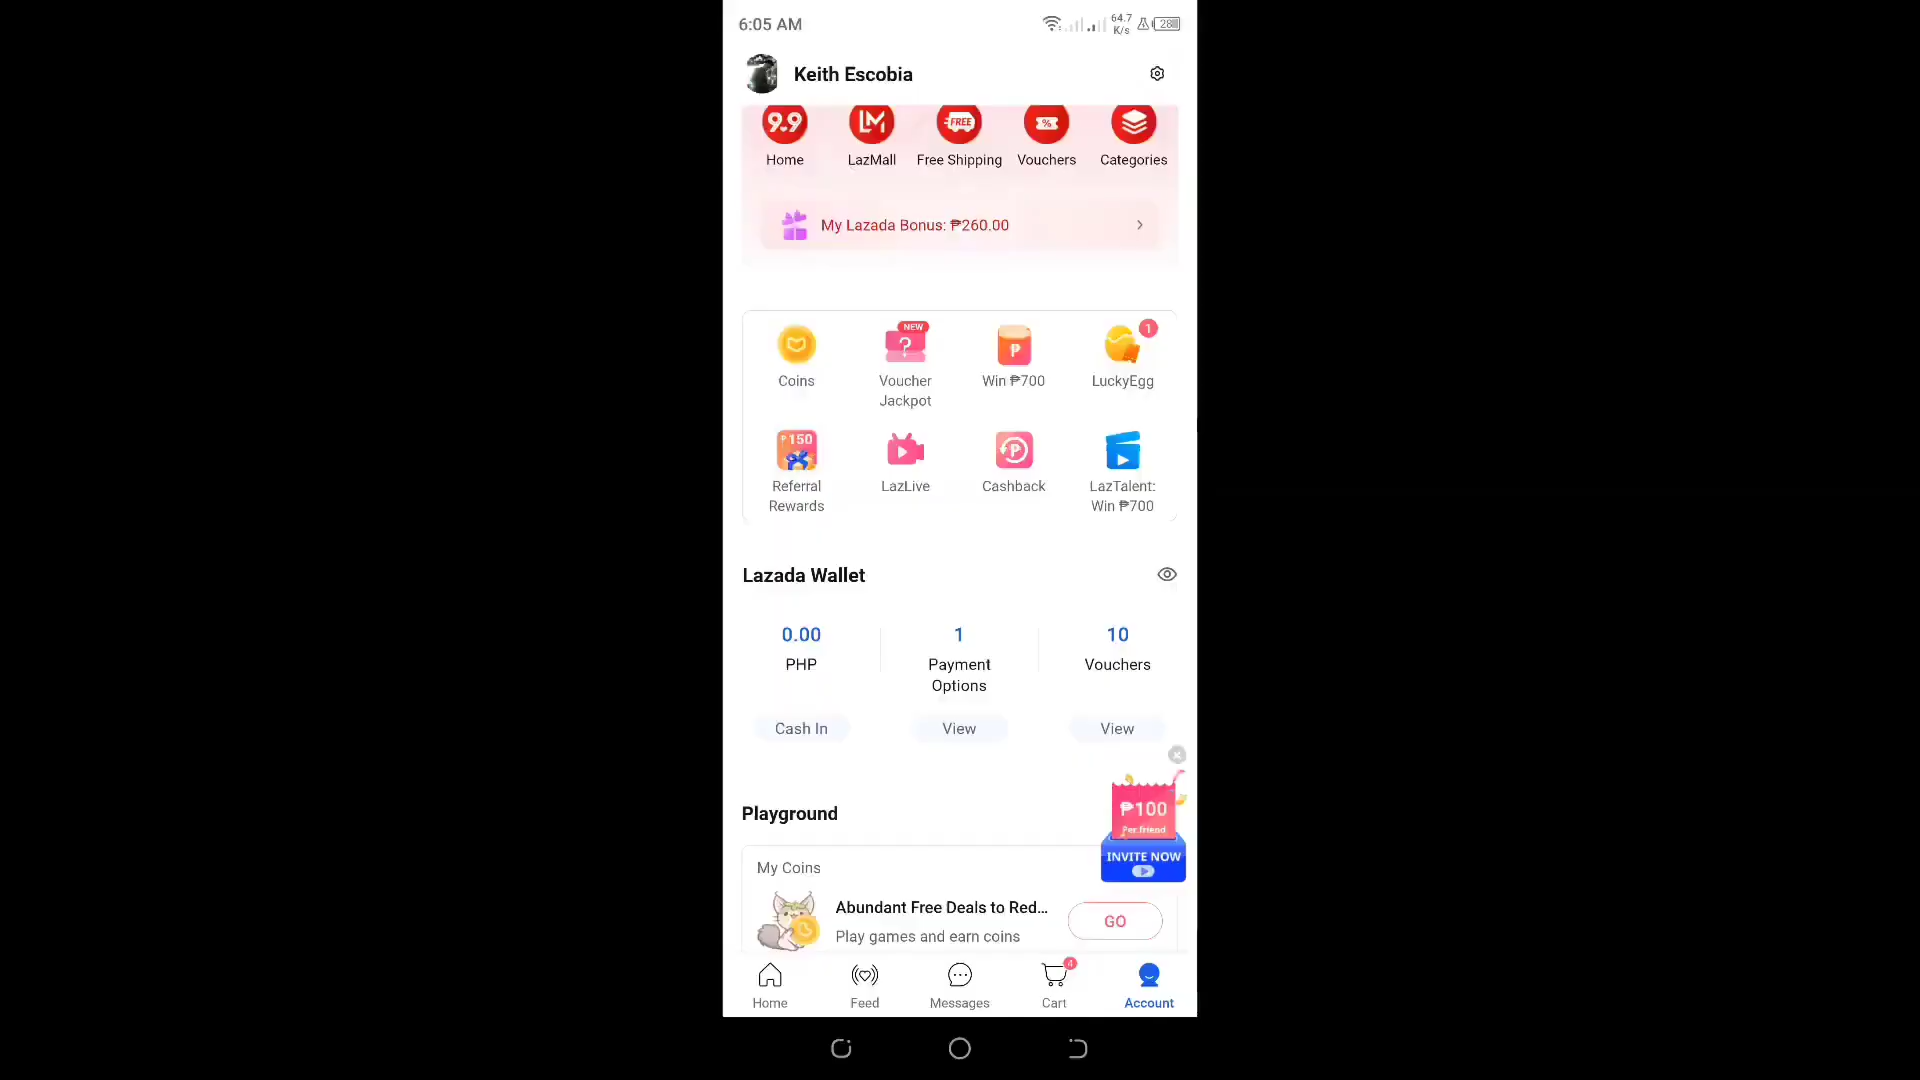 6:05 AM
64.7
K/s
28
Keith Escobia
9.9
LM
FREE
%
Home
LazMall
Free Shipping
Vouchers
Categories
My Lazada Bonus: ₱260.00
NEW
?
₱
1
Coins
Voucher
Jackpot
Win ₱700
LuckyEgg
₱150
₱
Referral
Rewards
LazLive
Cashback
LazTalent:
Win ₱700
Lazada Wallet
0.00
PHP
1
Payment
Options
10
Vouchers
Cash In
View
View
Playground
₱100
Per friend
INVITE NOW
My Coins
Abundant Free Deals to Red...
Play games and earn coins
GO
4
Home
Feed
Messages
Cart
Account